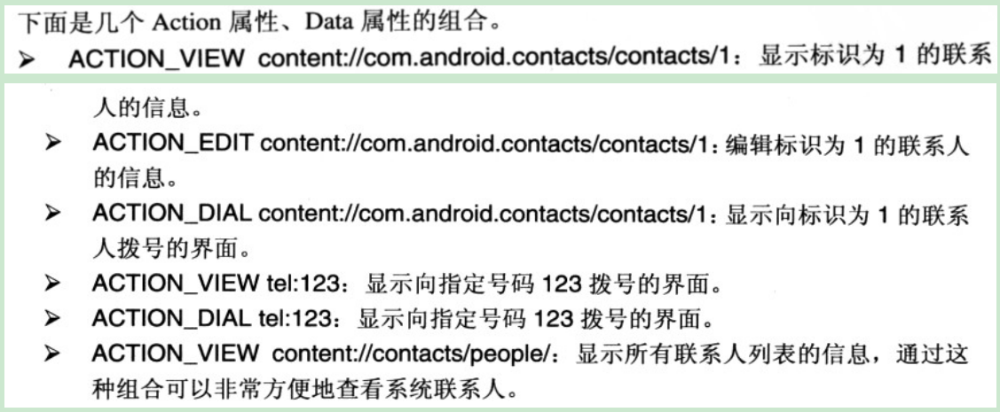 下面是几个 Action 属性、Data 属性的组合。
➢ ACTION_VIEW content://com.android.contacts/contacts/1：显示标识为 1 的联系
人的信息。
➢ ACTION_EDIT content://com.android.contacts/contacts/1：编辑标识为 1 的联系人
的信息。
➢ ACTION_DIAL content://com.android.contacts/contacts/1：显示向标识为 1 的联系
人拨号的界面。
➢ ACTION_VIEW tel:123：显示向指定号码 123 拨号的界面。
➢ ACTION_DIAL tel:123：显示向指定号码 123 拨号的界面。
➢ ACTION_VIEW content://contacts/people/：显示所有联系人列表的信息，通过这
种组合可以非常方便地查看系统联系人。